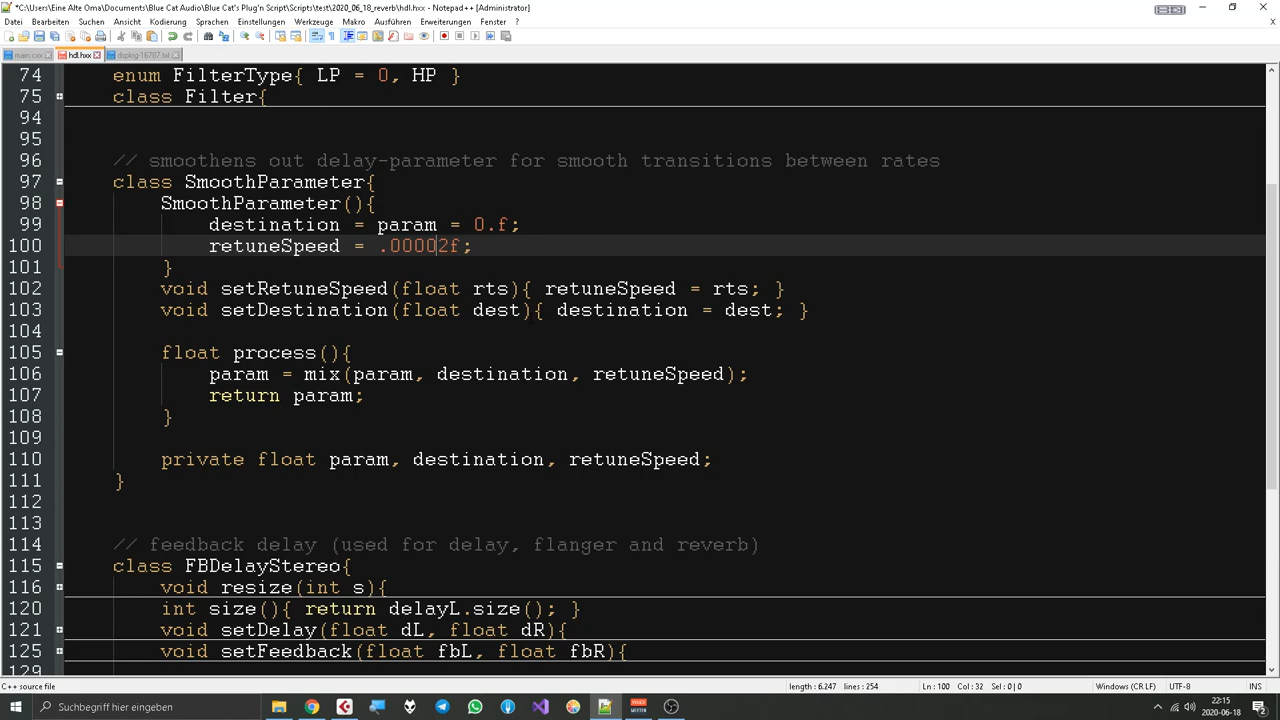 *C:\Users\Eine Alte Oma\Documents\Blue Cat Audio\Blue Cat's Plug'n Script\Scripts\test\2020_06_18_reverb\hdl.hxx - Notepad++ [Administrator]
Datei Bearbeiten Suchen Ansicht Kodierung Sprachen Einstellungen Werkzeuge Makro Ausführen Erweiterungen Fenster ?
main.cxx hdl.hxx dsplog-16787.txt
74 enum FilterType{ LP = 0, HP }
75 class Filter{
94
95
96 // smoothens out delay-parameter for smooth transitions between rates
97 class SmoothParameter{
98 SmoothParameter(){
99 destination = param = 0.f;
100 retuneSpeed = .00002f;
101 }
102 void setRetuneSpeed(float rts){ retuneSpeed = rts; }
103 void setDestination(float dest){ destination = dest; }
104
105 float process(){
106 param = mix(param, destination, retuneSpeed);
107 return param;
108 }
109
110 private float param, destination, retuneSpeed;
111 }
112
113
114 // feedback delay (used for delay, flanger and reverb)
115 class FBDelayStereo{
116 void resize(int s){
120 int size(){ return delayL.size(); }
121 void setDelay(float dL, float dR){
125 void setFeedback(float fbL, float fbR){
129
C++ source file length : 6.247 lines : 254 Ln : 100 Col : 32 Sel : 0 | 0 Windows (CR LF) UTF-8 INS
Suchbegriff hier eingeben 22:15
2020-06-18